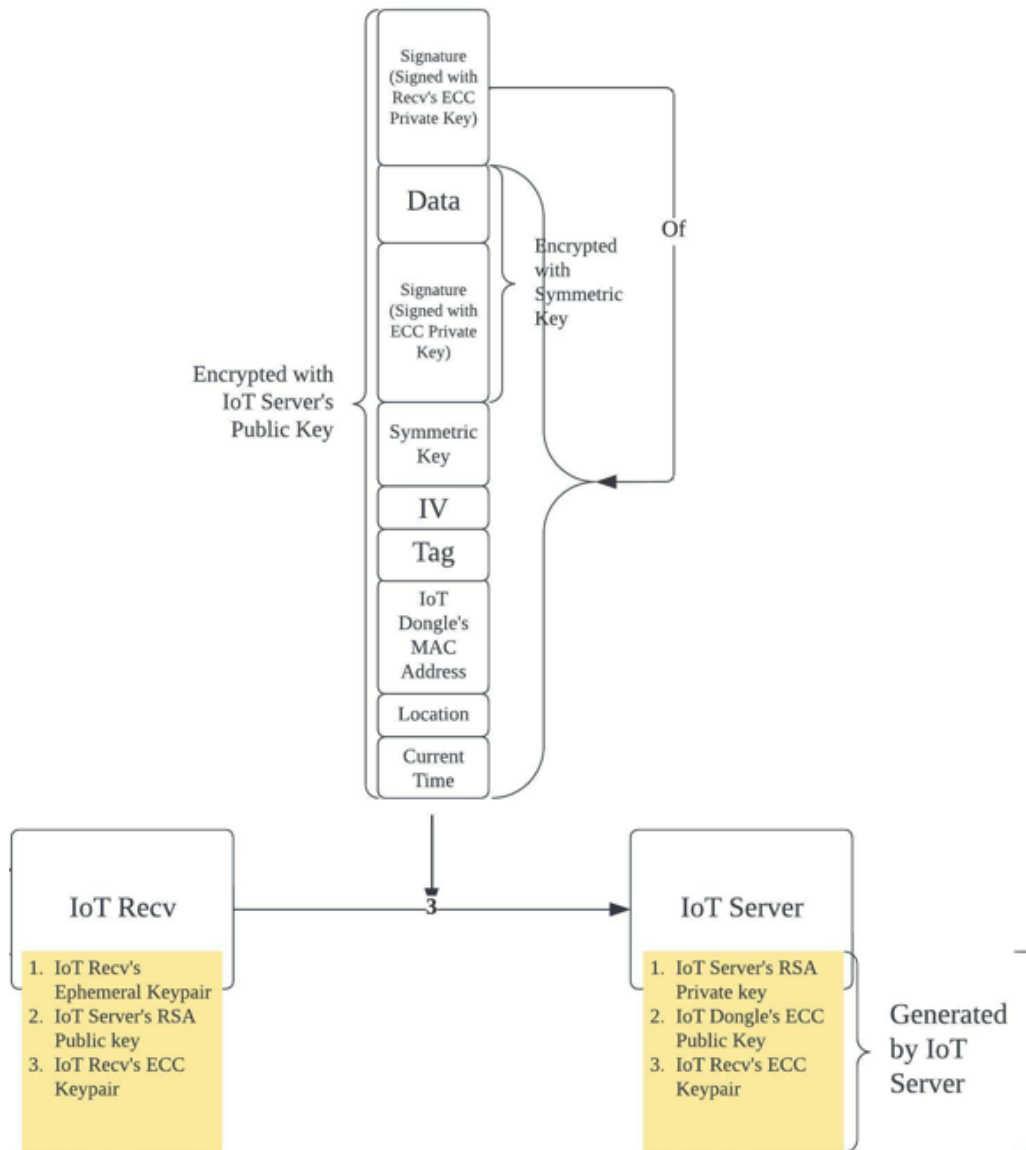 Signature
(Signed with
Recv's ECC
Private Key)
Data
Of
Encrypted
with
Symmetric
Key
Signature
(Signed with
ECC Private
Key)
Encrypted with
IoT Server's
Public Key
Symmetric
Key
IV
Tag
IoT
Dongle's
MAC
Address
Location
Current
Time
3
IoT Recv
1. IoT Recv's
Ephemeral Keypair
2. IoT Server's RSA
Public key
3. IoT Recv's ECC
Keypair
IoT Server
1. IoT Server's RSA
Private key
2. IoT Dongle's ECC
Public Key
3. IoT Recv's ECC
Keypair
Generated
by IoT
Server